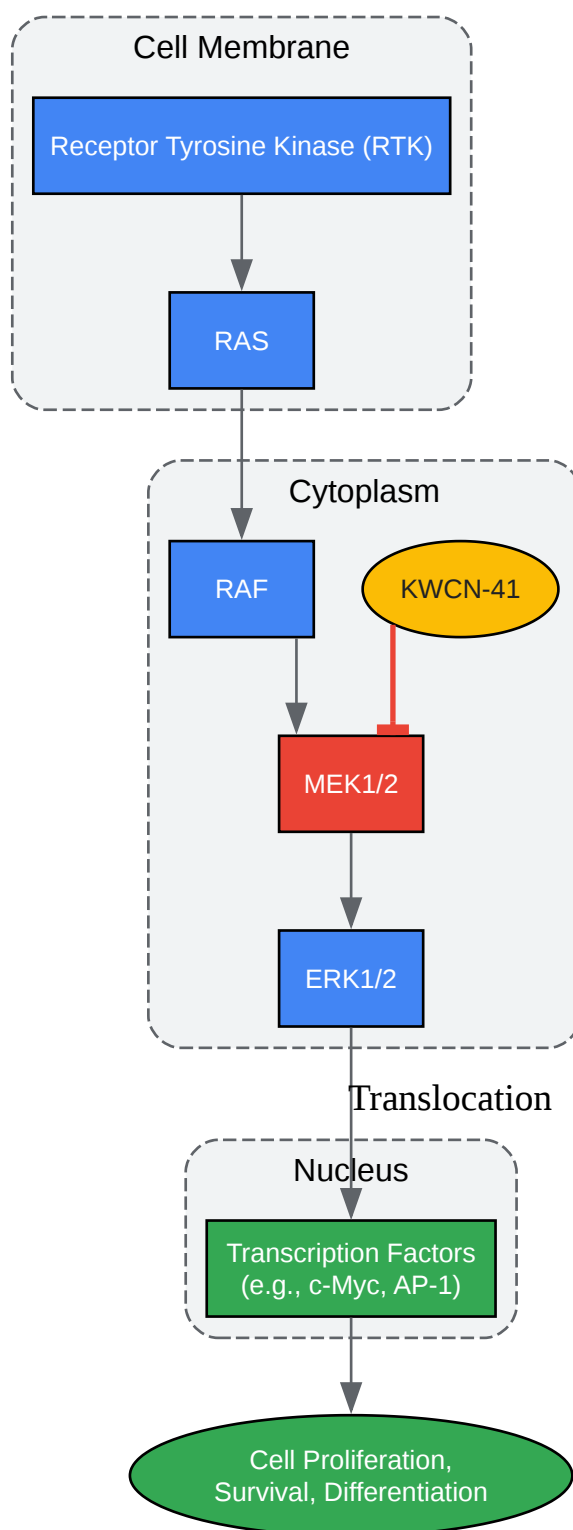 Cell Membrane
Receptor Tyrosine Kinase (RTK)
RAS
Cytoplasm
RAF
KWCN-41
MEK1/2
ERK1/2
Translocation
Nucleus
Transcription Factors
(e.g., c-Myc, AP-1)
Cell Proliferation,
Survival, Differentiation